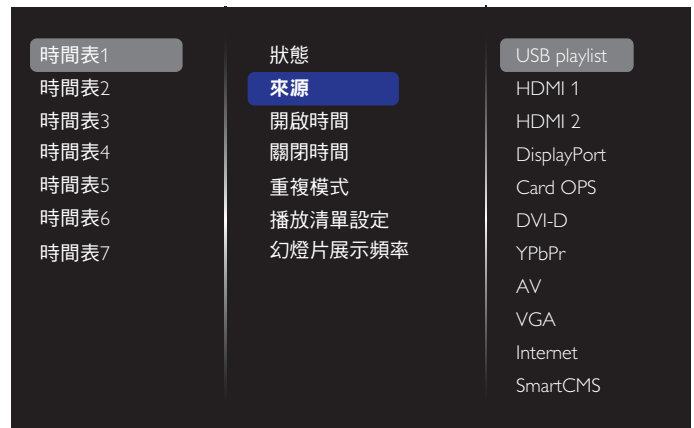 時間表1
時間表2
時間表3
時間表4
時間表5
時間表6
時間表7
狀態
來源
開啟時間
關閉時間
重複模式
播放清單設定
幻燈片展示頻率
USB playlist
HDMI 1
HDMI 2
DisplayPort
Card OPS
DVI-D
YPbPr
AV
VGA
Internet
SmartCMS